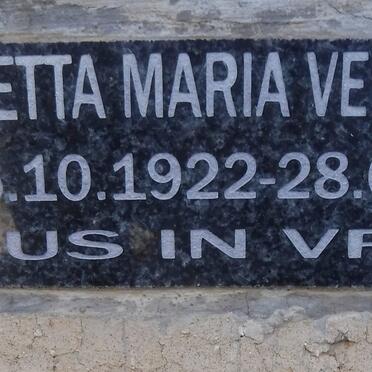 ETTA MARIA VE
.10.1922-28.
US IN VR